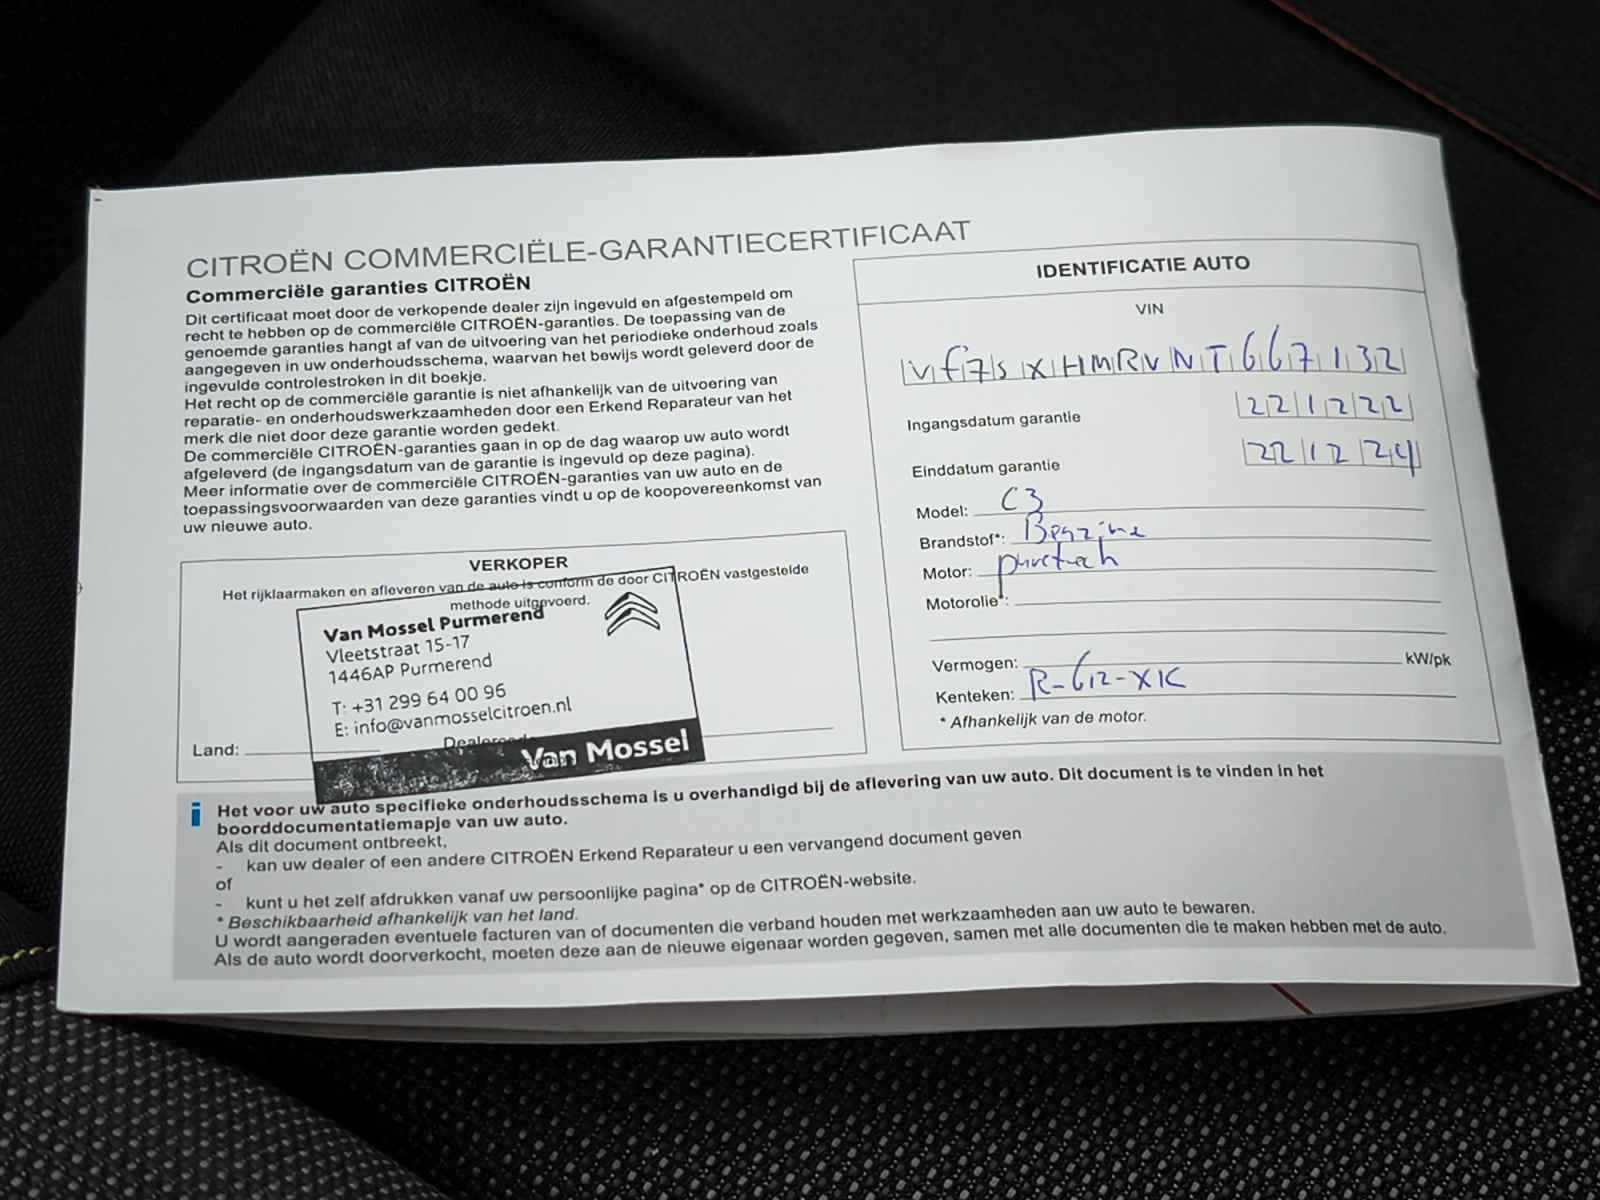 CITROËN COMMERCIËLE-GARANTIECERTIFICAAT
Commerciële garanties CITROËN
Dit certificaat moet door de verkopende dealer zijn ingevuld en afgestempeld om
recht te hebben op de commerciële CITROËN-garanties. De toepassing van de
genoemde garanties hangt af van de uitvoering van het periodieke onderhoud zoals
aangegeven in uw onderhoudsschema, waarvan het bewijs wordt geleverd door de
ingevulde controlestroken in dit boekje.
Het recht op de commerciële garantie is niet afhankelijk van de uitvoering van
reparatie- en onderhoudswerkzaamheden door een Erkend Reparateur van het
merk die niet door deze garantie worden gedekt.
De commerciële CITROËN-garanties gaan in op de dag waarop uw auto wordt
afgeleverd (de ingangsdatum van de garantie is ingevuld op deze pagina).
Meer informatie over de commerciële CITROËN-garanties van uw auto en de
toepassingsvoorwaarden van deze garanties vindt u op de koopovereenkomst van
uw nieuwe auto.
VERKOPER
Het rijklaarmaken en afleveren van de auto is conform de door CITROËN vastgestelde
methode uitgevoerd.
Van Mossel Purmerend
Vleetstraat 15-17
1446AP Purmerend
T: +31 299 64 00 96
E: info@vanmosselcitroen.nl
Land:
Van Mossel
IDENTIFICATIE AUTO
VIN
VF7SXHMRVNT667132
Ingangsdatum garantie 22 12 22
Einddatum garantie 22 12 24
Model: C3
Brandstof*: Benzine
Motor: puretech
Motorolie*:
Vermogen: kW/pk
Kenteken: R-612-XK
* Afhankelijk van de motor.
i Het voor uw auto specifieke onderhoudsschema is u overhandigd bij de aflevering van uw auto. Dit document is te vinden in het
boorddocumentatiemapje van uw auto.
Als dit document ontbreekt,
- kan uw dealer of een andere CITROËN Erkend Reparateur u een vervangend document geven
of
- kunt u het zelf afdrukken vanaf uw persoonlijke pagina* op de CITROËN-website.
* Beschikbaarheid afhankelijk van het land.
U wordt aangeraden eventuele facturen van of documenten die verband houden met werkzaamheden aan uw auto te bewaren.
Als de auto wordt doorverkocht, moeten deze aan de nieuwe eigenaar worden gegeven, samen met alle documenten die te maken hebben met de auto.